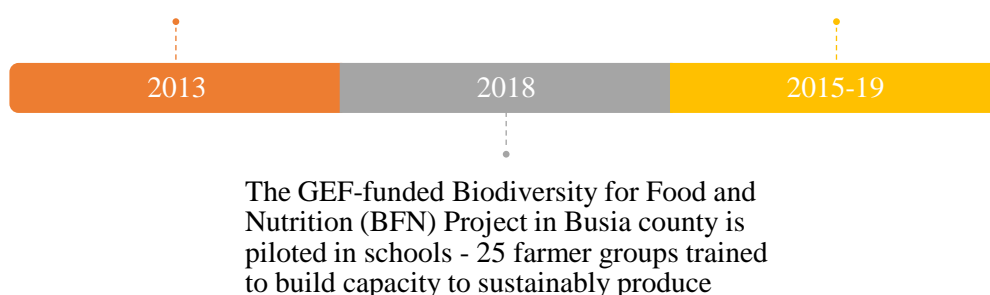 2013 2018 2015-19
The GEF-funded Biodiversity for Food and
Nutrition (BFN) Project in Busia county is
piloted in schools - 25 farmer groups trained
to build capacity to sustainably produce